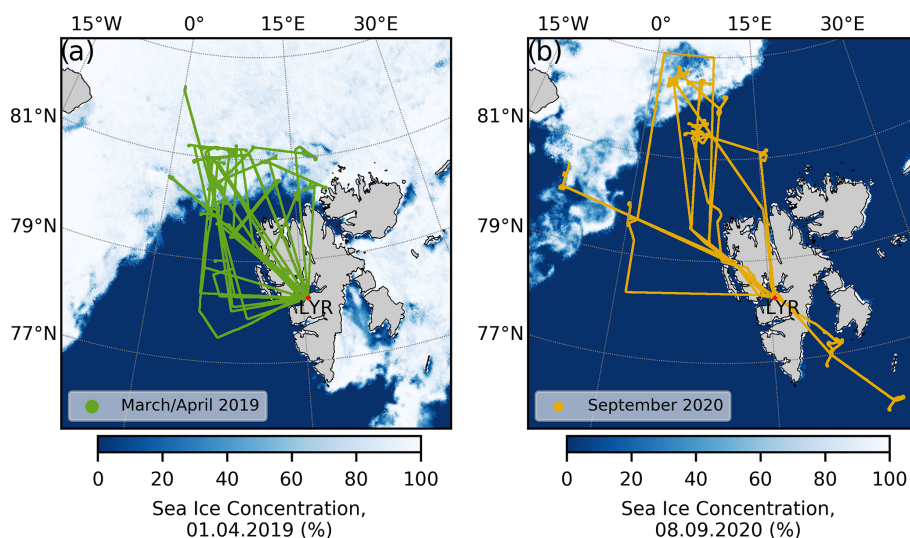 15°W 0° 15°E 30°E 15°W 0° 15°E 30°E
(a) (b)
81°N 81°N
79°N 79°N
77°N 77°N
LYR LYR
March/April 2019 September 2020
0 20 40 60 80 100 0 20 40 60 80 100
Sea Ice Concentration, Sea Ice Concentration,
01.04.2019 (%) 08.09.2020 (%)